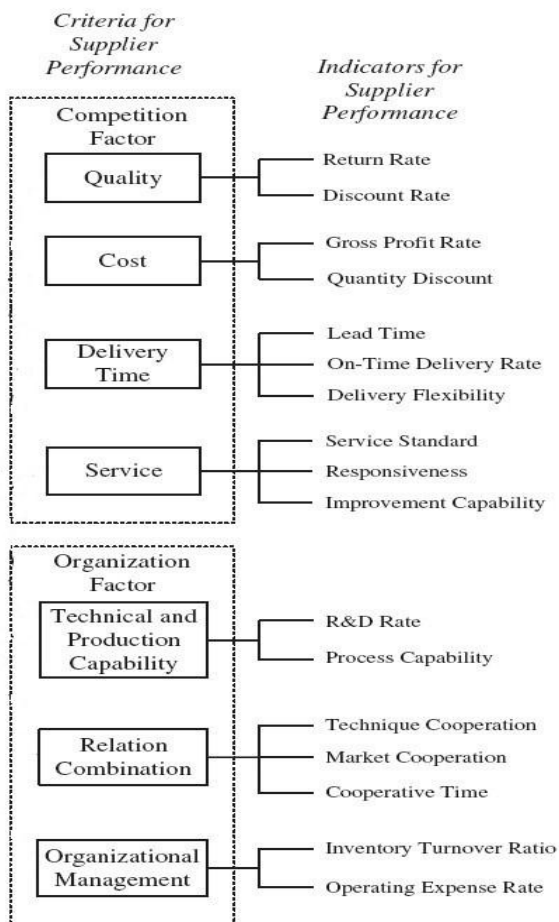 Criteria for
Supplier
Performance
Indicators for
Supplier
Performance
Competition
Factor
Quality
Return Rate
Discount Rate
Cost
Gross Profit Rate
Quantity Discount
Delivery
Time
Lead Time
On-Time Delivery Rate
Delivery Flexibility
Service
Service Standard
Responsiveness
Improvement Capability
Organization
Factor
Technical and
Production
Capability
R&D Rate
Process Capability
Relation
Combination
Technique Cooperation
Market Cooperation
Cooperative Time
Organizational
Management
Inventory Turnover Ratio
Operating Expense Rate